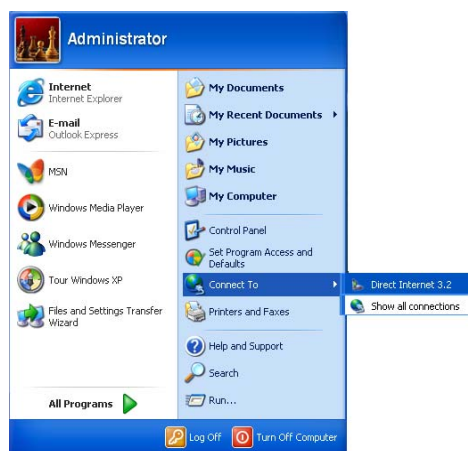 Administrator
Internet
Internet Explorer
E-mail
Outlook Express
MSN
Windows Media Player
Windows Messenger
Tour Windows XP
Files and Settings Transfer
Wizard
All Programs
My Documents
My Recent Documents
My Pictures
My Music
My Computer
Control Panel
Set Program Access and
Defaults
Connect To
Printers and Faxes
Help and Support
Search
Run...
Direct Internet 3.2
Show all connections
Log Off
Turn Off Computer